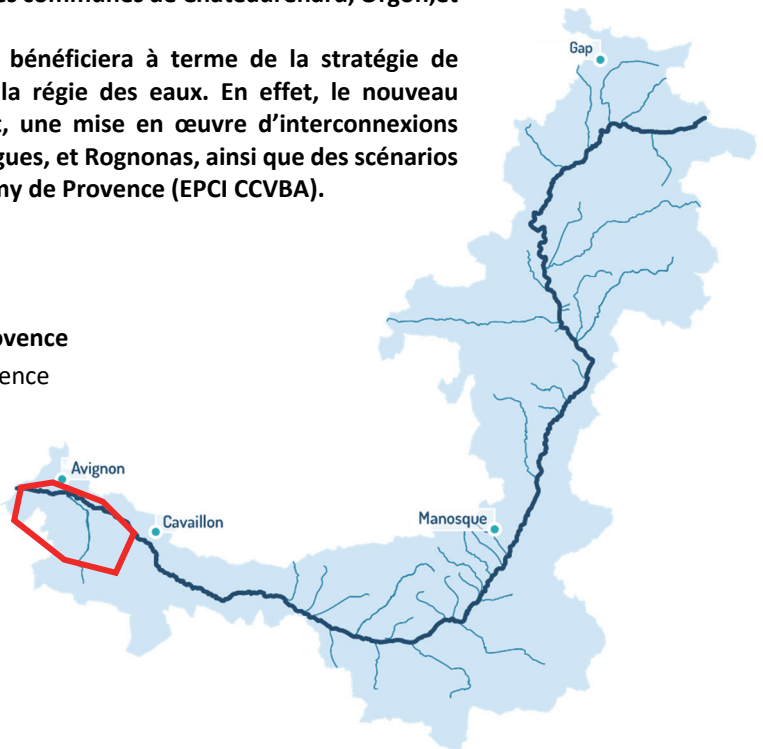 es communes de Châteaurenard, Orgon,et
bénéficiera à terme de la stratégie de
la régie des eaux. En effet, le nouveau
, une mise en œuvre d'interconnexions
gues, et Rognonas, ainsi que des scénarios
ny de Provence (EPCI CCVBA).
ovence
ence
Gap
Avignon
Cavaillon
Manosque